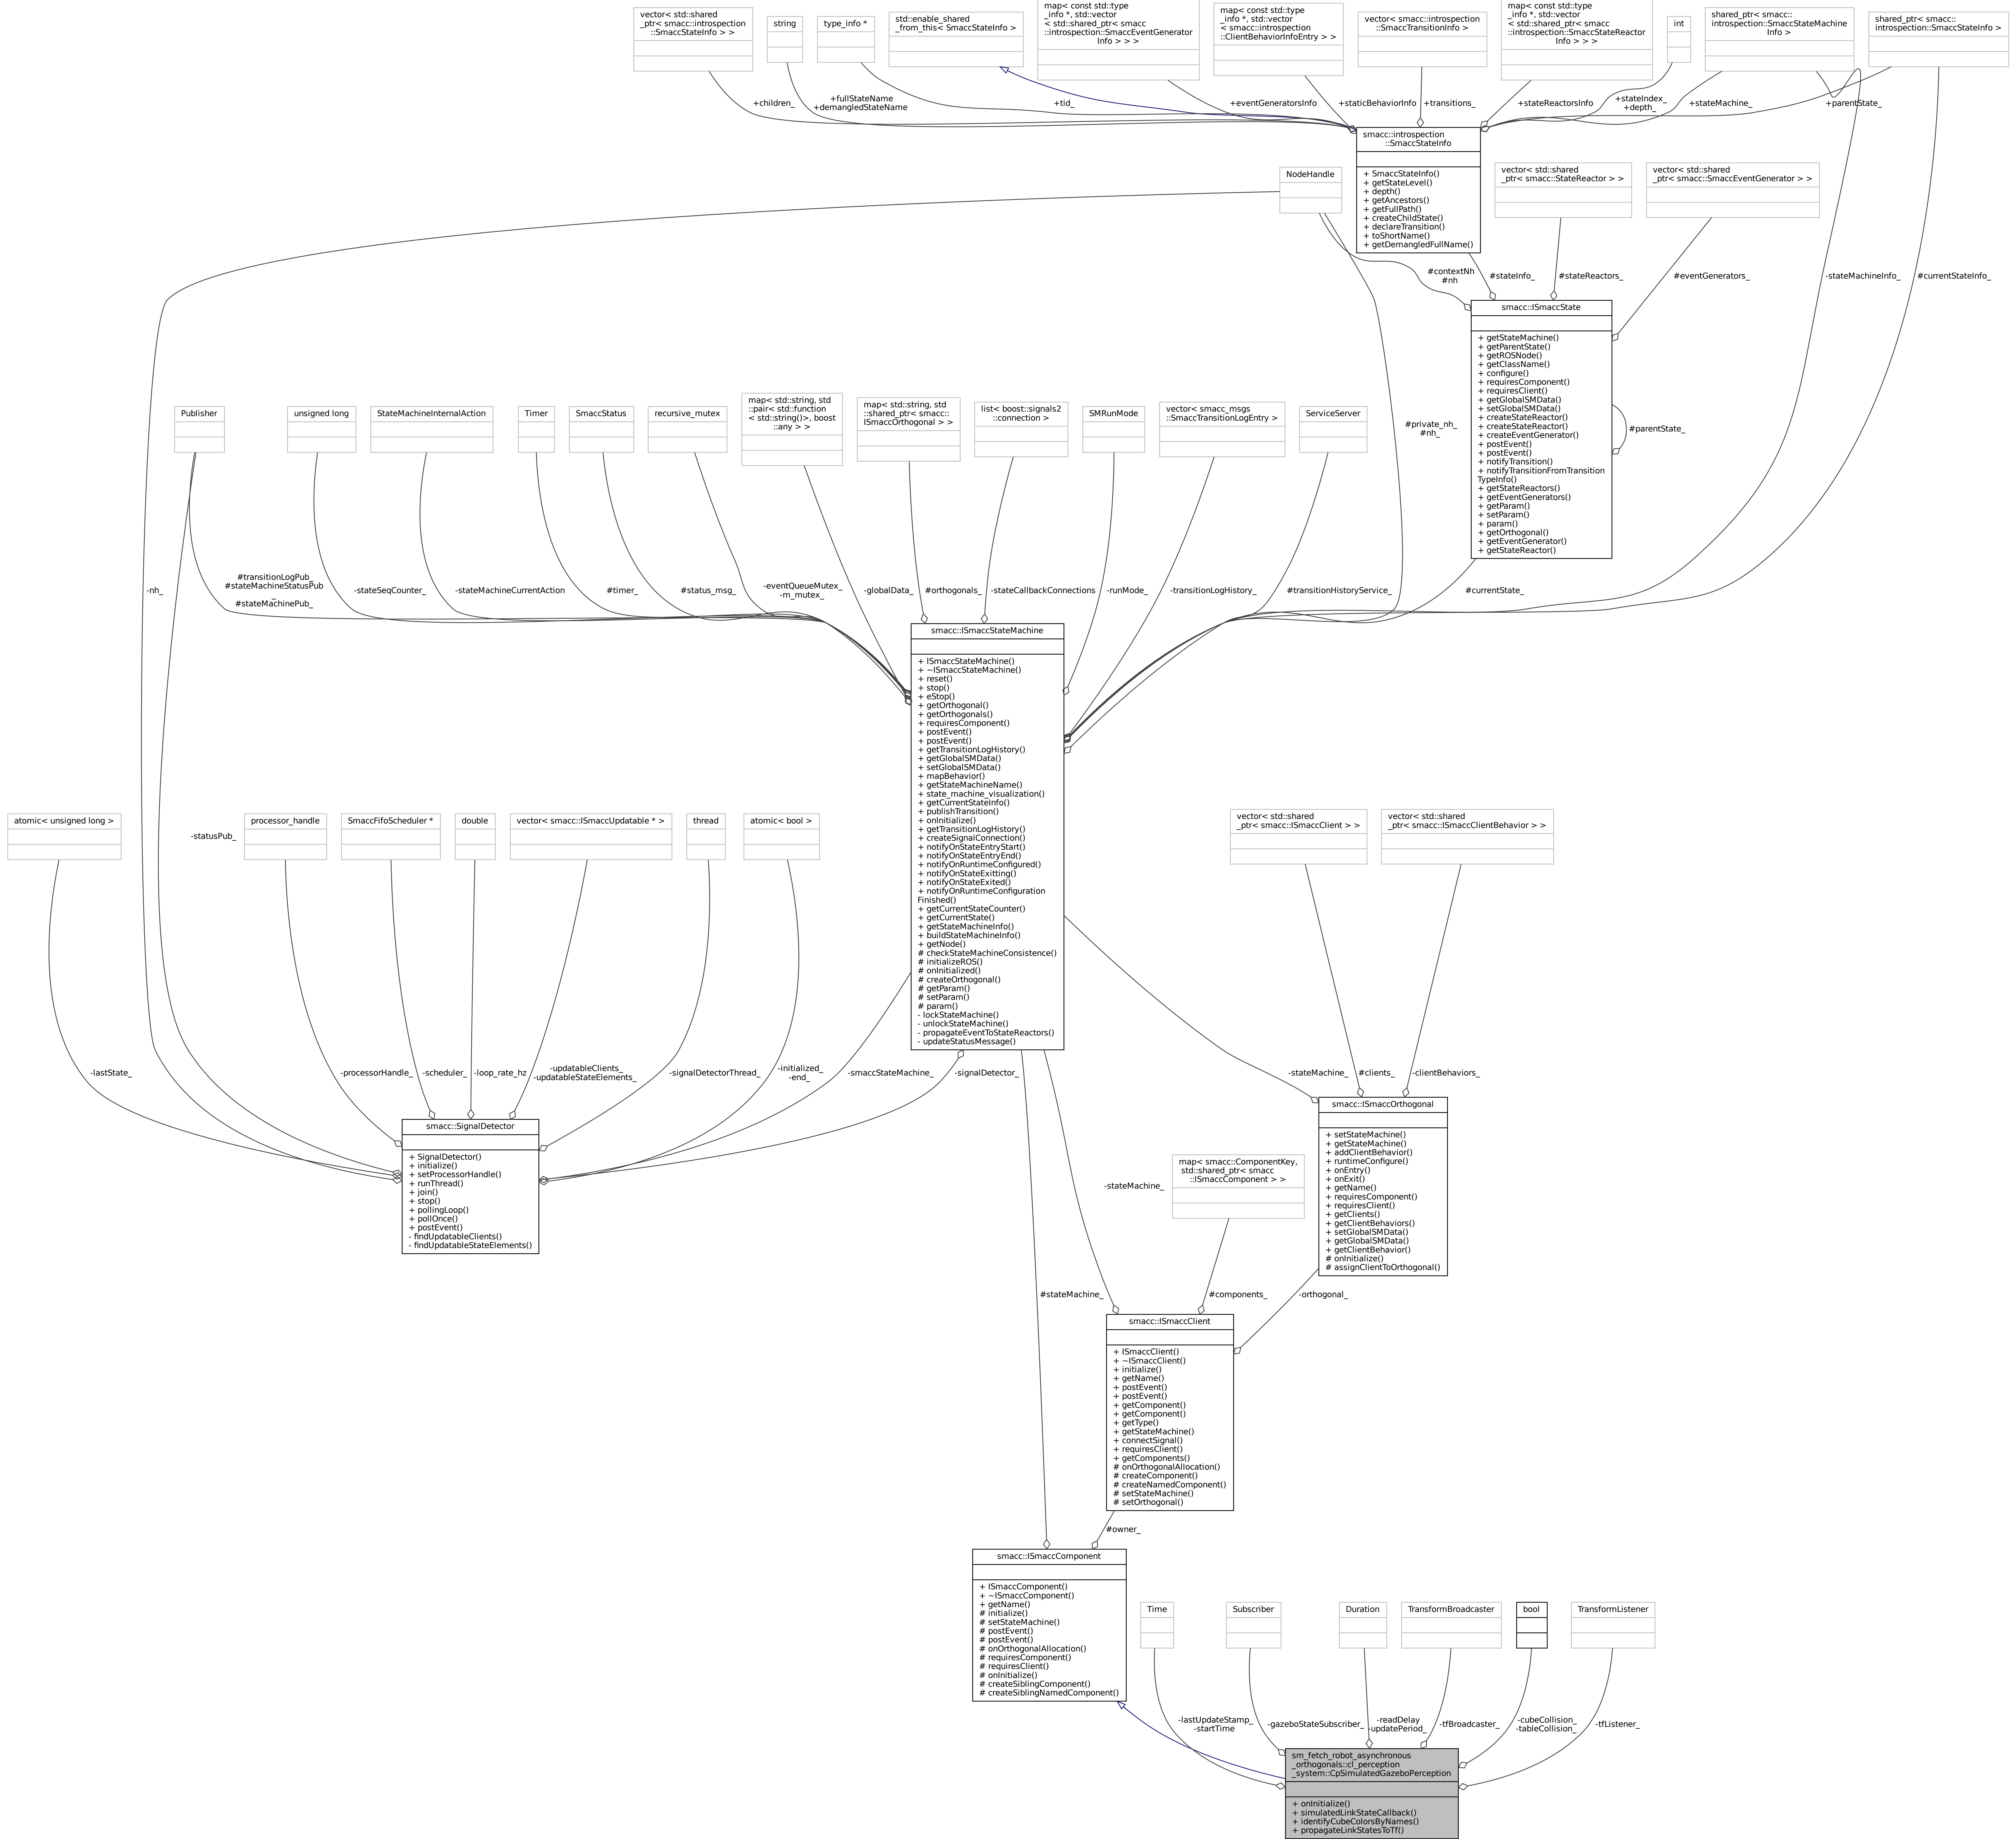 vector< std::shared
_ptr< smacc::introspection
::SmaccStateInfo > >
string
type_info *
std::enable_shared
_from_this< SmaccStateInfo >
map< const std::type
_info *, std::vector
< std::shared_ptr< smacc
::introspection::SmaccEventGenerator
Info > > >
map< const std::type
_info *, std::vector
< smacc::introspection
::ClientBehaviorInfoEntry > >
vector< smacc::introspection
::SmaccTransitionInfo >
map< const std::type
_info *, std::vector
< std::shared_ptr< smacc
::introspection::SmaccStateReactor
Info > > >
int
shared_ptr< smacc::
introspection::SmaccStateMachine
Info >
shared_ptr< smacc::
introspection::SmaccStateInfo >
+children_
+fullStateName
+demangledStateName
+tid_
+eventGeneratorsInfo
+staticBehaviorInfo
+transitions_
+stateReactorsInfo
+stateIndex_
+depth_
+stateMachine_
+parentState_
smacc::introspection
::SmaccStateInfo
+ SmaccStateInfo()
+ getStateLevel()
+ depth()
+ getAncestors()
+ getFullPath()
+ createChildState()
+ declareTransition()
+ toShortName()
+ getDemangledFullName()
NodeHandle
vector< std::shared
_ptr< smacc::StateReactor > >
vector< std::shared
_ptr< smacc::SmaccEventGenerator > >
#contextNh
#nh
#stateInfo_
#stateReactors_
#eventGenerators_
-stateMachineInfo_
#currentStateInfo_
smacc::ISmaccState
+ getStateMachine()
+ getParentState()
+ getROSNode()
+ getClassName()
+ configure()
+ requiresComponent()
+ requiresClient()
+ getGlobalSMData()
+ setGlobalSMData()
+ createStateReactor()
+ createStateReactor()
+ createEventGenerator()
+ postEvent()
+ postEvent()
+ notifyTransition()
+ notifyTransitionFromTransition
TypeInfo()
+ getStateReactors()
+ getEventGenerators()
+ getParam()
+ setParam()
+ param()
+ getOrthogonal()
+ getEventGenerator()
+ getStateReactor()
#parentState_
Publisher
unsigned long
StateMachineInternalAction
Timer
SmaccStatus
recursive_mutex
map< std::string, std
::pair< std::function
< std::string()>, boost
::any > >
map< std::string, std
::shared_ptr< smacc::
ISmaccOrthogonal > >
list< boost::signals2
::connection >
SMRunMode
vector< smacc_msgs
::SmaccTransitionLogEntry >
ServiceServer
#private_nh_
#nh_
-nh_
#transitionLogPub_
#stateMachineStatusPub
_
#stateMachinePub_
-stateSeqCounter_
-stateMachineCurrentAction
#timer_
#status_msg_
-eventQueueMutex_
-m_mutex_
-globalData_
#orthogonals_
-stateCallbackConnections
-runMode_
-transitionLogHistory_
#transitionHistoryService_
#currentState_
smacc::ISmaccStateMachine
+ ISmaccStateMachine()
+ ~ISmaccStateMachine()
+ reset()
+ stop()
+ eStop()
+ getOrthogonal()
+ getOrthogonals()
+ requiresComponent()
+ postEvent()
+ postEvent()
+ getTransitionLogHistory()
+ getGlobalSMData()
+ setGlobalSMData()
+ mapBehavior()
+ getStateMachineName()
+ state_machine_visualization()
+ getCurrentStateInfo()
+ publishTransition()
+ onInitialize()
+ getTransitionLogHistory()
+ createSignalConnection()
+ notifyOnStateEntryStart()
+ notifyOnStateEntryEnd()
+ notifyOnRuntimeConfigured()
+ notifyOnStateExitting()
+ notifyOnStateExited()
+ notifyOnRuntimeConfiguration
Finished()
+ getCurrentStateCounter()
+ getCurrentState()
+ getStateMachineInfo()
+ buildStateMachineInfo()
+ getNode()
# checkStateMachineConsistence()
# initializeROS()
# onInitialized()
# createOrthogonal()
# getParam()
# setParam()
# param()
- lockStateMachine()
- unlockStateMachine()
- propagateEventToStateReactors()
- updateStatusMessage()
atomic< unsigned long >
-statusPub_
processor_handle
SmaccFifoScheduler *
double
vector< smacc::ISmaccUpdatable * >
thread
atomic< bool >
vector< std::shared
_ptr< smacc::ISmaccClient > >
vector< std::shared
_ptr< smacc::ISmaccClientBehavior > >
-lastState_
-processorHandle_
-scheduler_
-loop_rate_hz
-updatableClients_
-updatableStateElements_
-signalDetectorThread_
-initialized_
-end_
-smaccStateMachine_
-signalDetector_
-stateMachine_
#clients_
-clientBehaviors_
smacc::SignalDetector
+ SignalDetector()
+ initialize()
+ setProcessorHandle()
+ runThread()
+ join()
+ stop()
+ pollingLoop()
+ pollOnce()
+ postEvent()
- findUpdatableClients()
- findUpdatableStateElements()
smacc::ISmaccOrthogonal
+ setStateMachine()
+ getStateMachine()
+ addClientBehavior()
+ runtimeConfigure()
+ onEntry()
+ onExit()
+ getName()
+ requiresComponent()
+ requiresClient()
+ getClients()
+ getClientBehaviors()
+ setGlobalSMData()
+ getGlobalSMData()
+ getClientBehavior()
# onInitialize()
# assignClientToOrthogonal()
-stateMachine_
map< smacc::ComponentKey,
std::shared_ptr< smacc
::ISmaccComponent > >
#stateMachine_
#components_
-orthogonal_
smacc::ISmaccClient
+ ISmaccClient()
+ ~ISmaccClient()
+ initialize()
+ getName()
+ postEvent()
+ postEvent()
+ getComponent()
+ getComponent()
+ getType()
+ getStateMachine()
+ connectSignal()
+ requiresClient()
+ getComponents()
# onOrthogonalAllocation()
# createComponent()
# createNamedComponent()
# setStateMachine()
# setOrthogonal()
#owner_
smacc::ISmaccComponent
+ ISmaccComponent()
+ ~ISmaccComponent()
+ getName()
# initialize()
# setStateMachine()
# postEvent()
# postEvent()
# onOrthogonalAllocation()
# requiresComponent()
# requiresClient()
# onInitialize()
# createSiblingComponent()
# createSiblingNamedComponent()
Time
Subscriber
Duration
TransformBroadcaster
bool
TransformListener
-lastUpdateStamp_
-startTime
-gazeboStateSubscriber_
-readDelay
-updatePeriod_
-tfBroadcaster_
-cubeCollision_
-tableCollision_
-tfListener_
sm_fetch_robot_asynchronous
_orthogonals::cl_perception
_system::CpSimulatedGazeboPerception
+ onInitialize()
+ simulatedLinkStateCallback()
+ identifyCubeColorsByNames()
+ propagateLinkStatesToTf()